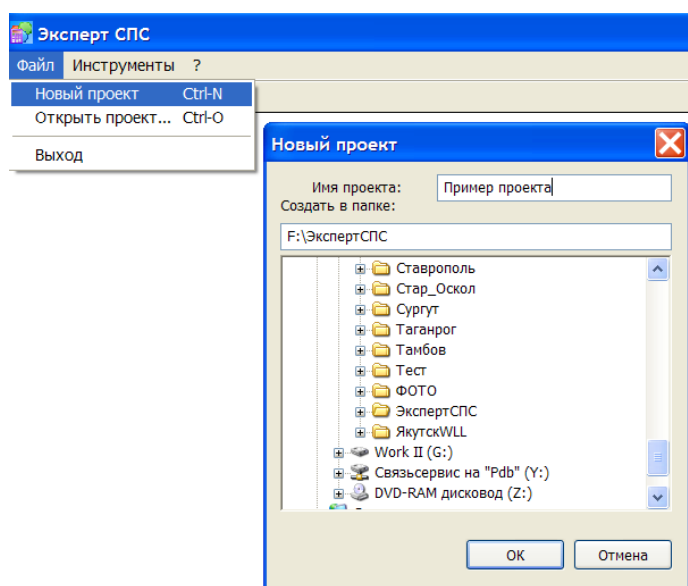 Эксперт СПС
Файл Инструменты ?
Новый проект Ctrl-N
Открыть проект... Ctrl-O
Выход
Новый проект
Имя проекта: Пример проекта
Создать в папке:
F:\ЭкспертСПС
Ставрополь
Стар_Оскол
Сургут
Таганрог
Тамбов
Тест
ФОТО
ЭкспертСПС
ЯкутскWLL
Work II (G:)
Связьсервис на "Pdb" (Y:)
DVD-RAM дисковод (Z:)
ОК Отмена